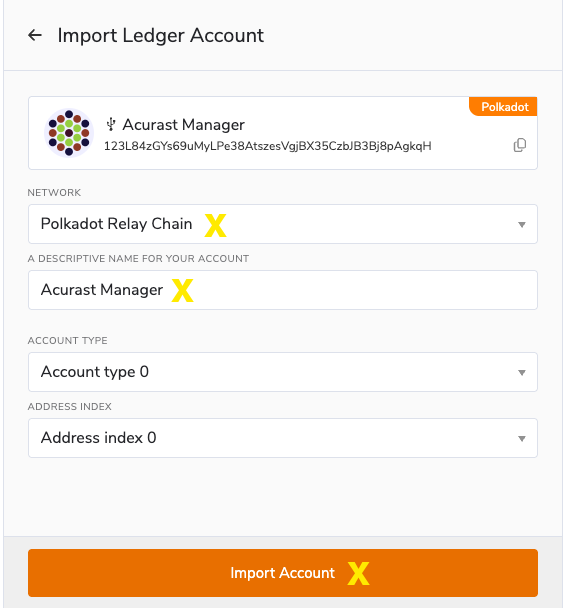 Import Ledger Account
Polkadot
Acurast Manager
123L84zGYs69uMyLPe38AtszesVgjBX35CzbJB3Bj8pAgkqH
NETWORK
Polkadot Relay Chain X
A DESCRIPTIVE NAME FOR YOUR ACCOUNT
Acurast Manager X
ACCOUNT TYPE
Account type 0
ADDRESS INDEX
Address index 0
Import Account X